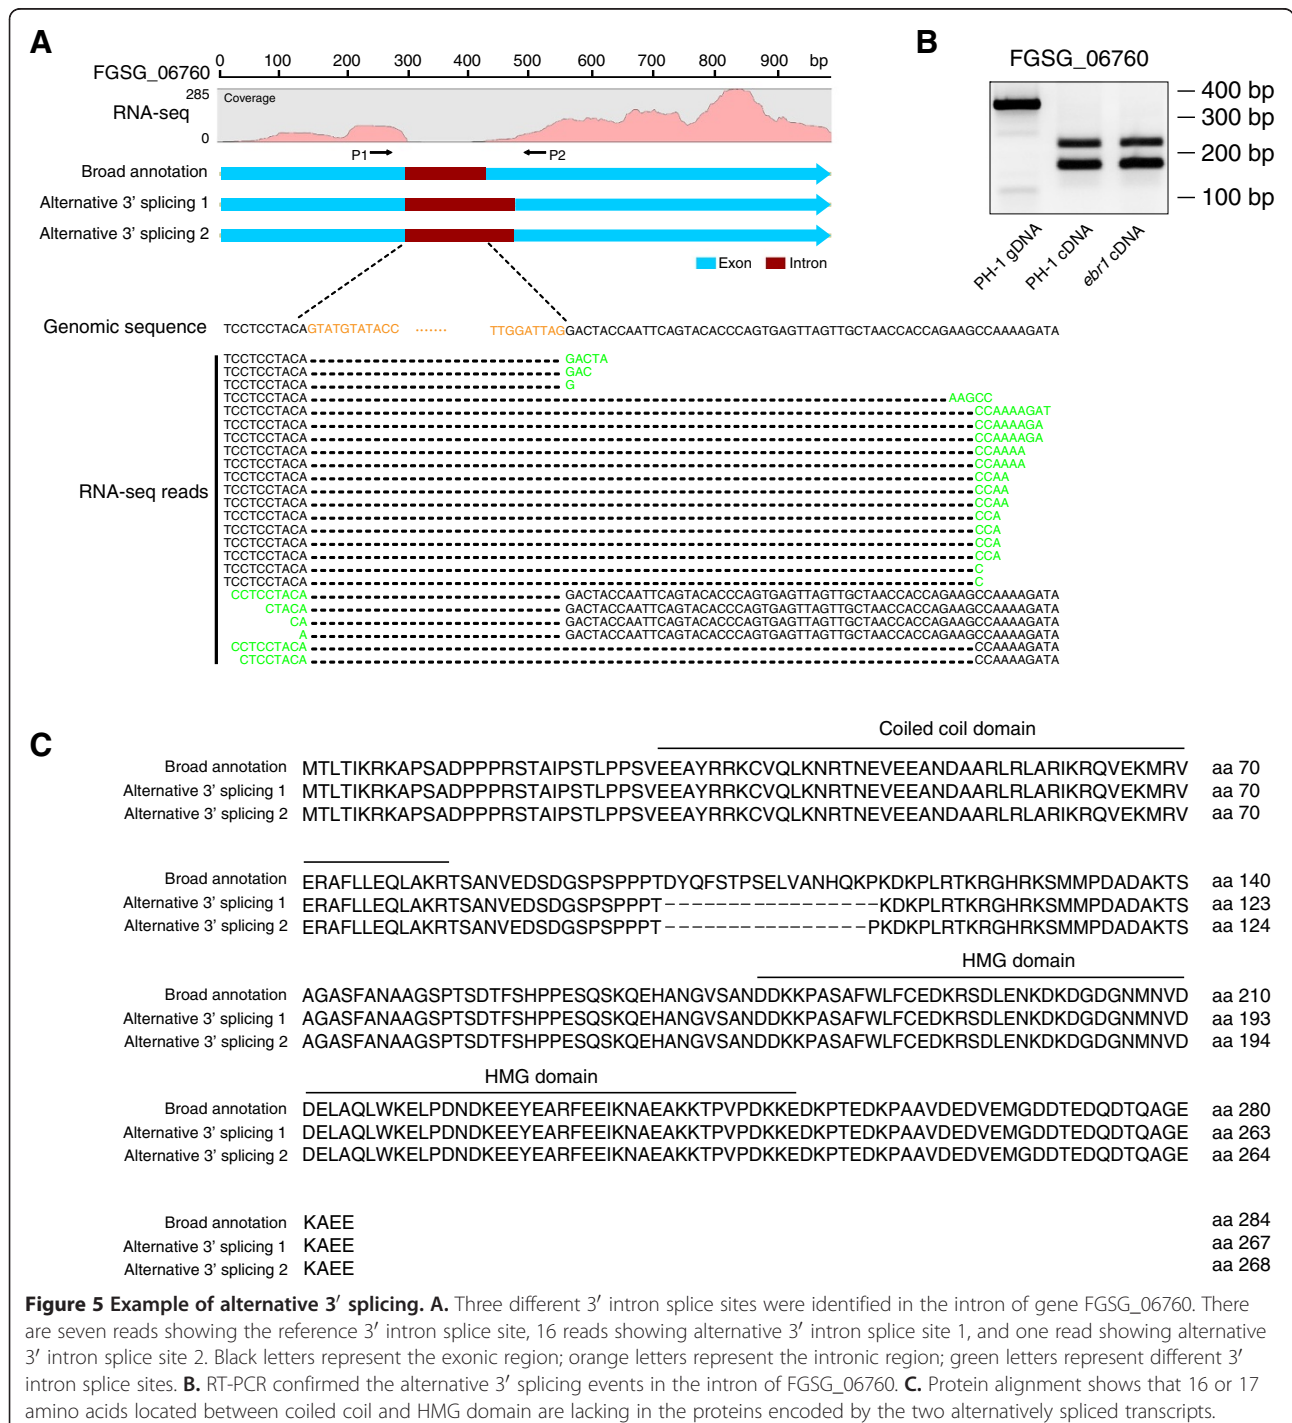 A
B
FGSG_06760
0 100 200 300 400 500 600 700 800 900 bp
FGSG_06760
400 bp
300 bp
200 bp
100 bp
PH-1 gDNA
PH-1 cDNA
ebr1 cDNA
RNA-seq
285
0
Coverage
P1
P2
Broad annotation
Alternative 3' splicing 1
Alternative 3' splicing 2
Exon
Intron
Genomic sequence
TCCTCCTACAGTATGTATACC ....... TTGGATTAGGACTACCAATTCAGTACACCCAGTGAGTTAGTTGCTAACCACCAGAAGCCAAAAGATA
RNA-seq reads
TCCTCCTACA GACTA
TCCTCCTACA GAC
TCCTCCTACA G
TCCTCCTACA AAGCC
TCCTCCTACA CCAAAAGAT
TCCTCCTACA CCAAAAGA
TCCTCCTACA CCAAAAGA
TCCTCCTACA CCAAAA
TCCTCCTACA CCAAAA
TCCTCCTACA CCAA
TCCTCCTACA CCAA
TCCTCCTACA CCAA
TCCTCCTACA CCA
TCCTCCTACA CCA
TCCTCCTACA CCA
TCCTCCTACA CCA
TCCTCCTACA C
TCCTCCTACA C
CCTCCTACA GACTACCAATTCAGTACACCCAGTGAGTTAGTTGCTAACCACCAGAAGCCAAAAGATA
CTACA GACTACCAATTCAGTACACCCAGTGAGTTAGTTGCTAACCACCAGAAGCCAAAAGATA
CA GACTACCAATTCAGTACACCCAGTGAGTTAGTTGCTAACCACCAGAAGCCAAAAGATA
A GACTACCAATTCAGTACACCCAGTGAGTTAGTTGCTAACCACCAGAAGCCAAAAGATA
CCTCCTACA CCAAAAGATA
CTCCTACA CCAAAAGATA
C
Coiled coil domain
Broad annotation MTLTIKRKAPSADPPPRSTAIPSTLPPSVEEAYRRKCVQLKNRTNEVEEANDAARLRLARIKRQVEKMRV aa 70
Alternative 3' splicing 1 MTLTIKRKAPSADPPPRSTAIPSTLPPSVEEAYRRKCVQLKNRTNEVEEANDAARLRLARIKRQVEKMRV aa 70
Alternative 3' splicing 2 MTLTIKRKAPSADPPPRSTAIPSTLPPSVEEAYRRKCVQLKNRTNEVEEANDAARLRLARIKRQVEKMRV aa 70
Broad annotation ERAFLLEQLAKRTSANVEDSDGSPSPPPTDYQFSTPSELVANHQKPKDKPLRTKRGHRKSMMPDADAKTS aa 140
Alternative 3' splicing 1 ERAFLLEQLAKRTSANVEDSDGSPSPPPT-----------------KDKPLRTKRGHRKSMMPDADAKTS aa 123
Alternative 3' splicing 2 ERAFLLEQLAKRTSANVEDSDGSPSPPPT----------------PKDKPLRTKRGHRKSMMPDADAKTS aa 124
HMG domain
Broad annotation AGASFANAAGSPTSDTFSHPPESQSKQEHANGVSANDDKKPASAFWLFCEDKRSDLENKDKDGDGNMNVD aa 210
Alternative 3' splicing 1 AGASFANAAGSPTSDTFSHPPESQSKQEHANGVSANDDKKPASAFWLFCEDKRSDLENKDKDGDGNMNVD aa 193
Alternative 3' splicing 2 AGASFANAAGSPTSDTFSHPPESQSKQEHANGVSANDDKKPASAFWLFCEDKRSDLENKDKDGDGNMNVD aa 194
HMG domain
Broad annotation DELAQLWKELPDNDKEEYEARFEEIKNAEAKKTPVPDKKEDKPTEDKPAAVDEDVEMGDDTEDQDTQAGE aa 280
Alternative 3' splicing 1 DELAQLWKELPDNDKEEYEARFEEIKNAEAKKTPVPDKKEDKPTEDKPAAVDEDVEMGDDTEDQDTQAGE aa 263
Alternative 3' splicing 2 DELAQLWKELPDNDKEEYEARFEEIKNAEAKKTPVPDKKEDKPTEDKPAAVDEDVEMGDDTEDQDTQAGE aa 264
Broad annotation KAEE aa 284
Alternative 3' splicing 1 KAEE aa 267
Alternative 3' splicing 2 KAEE aa 268
Figure 5 Example of alternative 3′ splicing. A. Three different 3′ intron splice sites were identified in the intron of gene FGSG_06760. There
are seven reads showing the reference 3′ intron splice site, 16 reads showing alternative 3′ intron splice site 1, and one read showing alternative
3′ intron splice site 2. Black letters represent the exonic region; orange letters represent the intronic region; green letters represent different 3′
intron splice sites. B. RT-PCR confirmed the alternative 3′ splicing events in the intron of FGSG_06760. C. Protein alignment shows that 16 or 17
amino acids located between coiled coil and HMG domain are lacking in the proteins encoded by the two alternatively spliced transcripts.